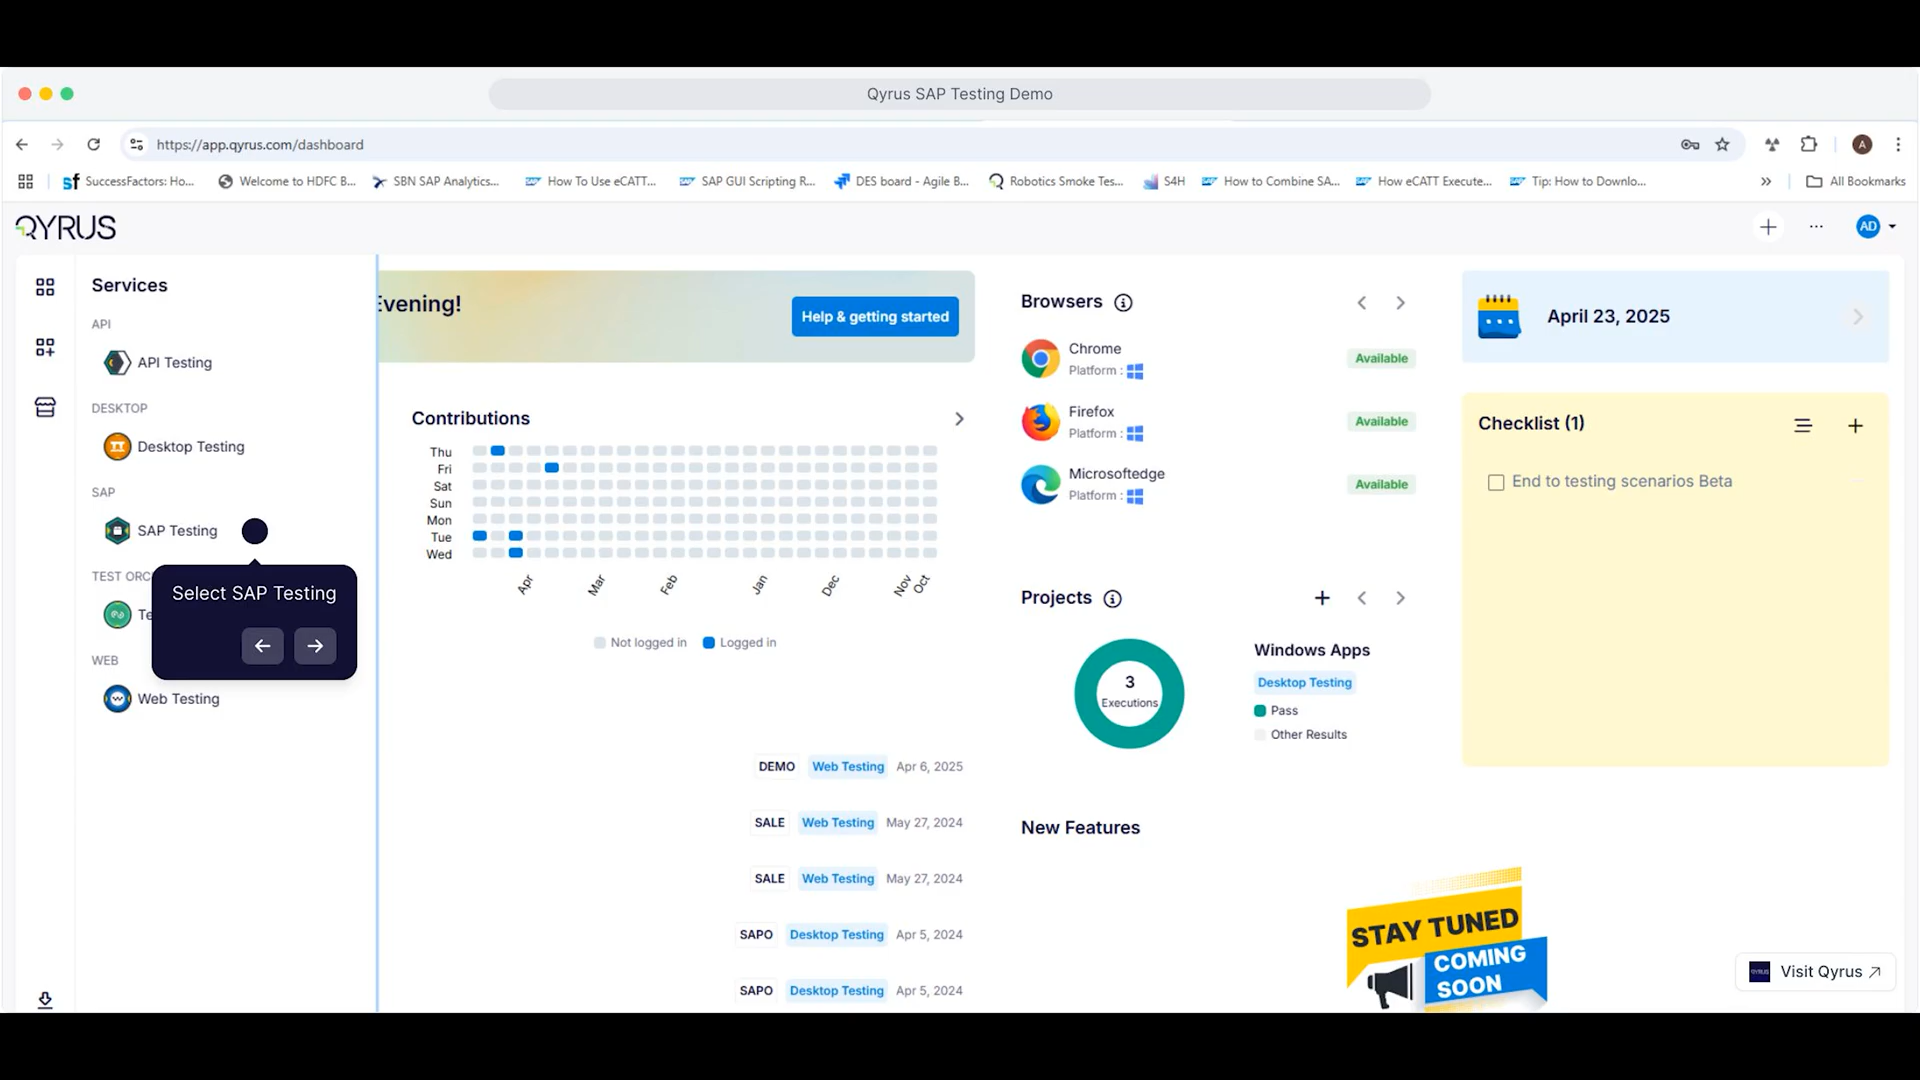 Qyrus SAP Testing Demo
https://app.qyrus.com/dashboard
A
SuccessFactors: Ho...
Welcome to HDFC B...
SBN SAP Analytics...
How To Use eCATT...
SAP GUI Scripting R...
DES board - Agile B...
Robotics Smoke Tes...
S4H
How to Combine SA...
How eCATT Execute...
Tip: How to Downlo...
All Bookmarks
QYRUS
AD
Services
API
API Testing
DESKTOP
Desktop Testing
SAP
SAP Testing
TEST ORC
Te
WEB
Web Testing
Select SAP Testing
Evening!
Help & getting started
Contributions
Thu
Fri
Sat
Sun
Mon
Tue
Wed
Apr
Mar
Feb
Jan
Dec
Nov
Oct
Not logged in
Logged in
DEMO Web Testing Apr 6, 2025
SALE Web Testing May 27, 2024
SALE Web Testing May 27, 2024
SAPO Desktop Testing Apr 5, 2024
SAPO Desktop Testing Apr 5, 2024
Browsers
Chrome
Platform :
Available
Firefox
Platform :
Available
Microsoftedge
Platform :
Available
Projects
3
Executions
Windows Apps
Desktop Testing
Pass
Other Results
New Features
STAY TUNED
COMING
SOON
April 23, 2025
Checklist (1)
End to testing scenarios Beta
Visit Qyrus